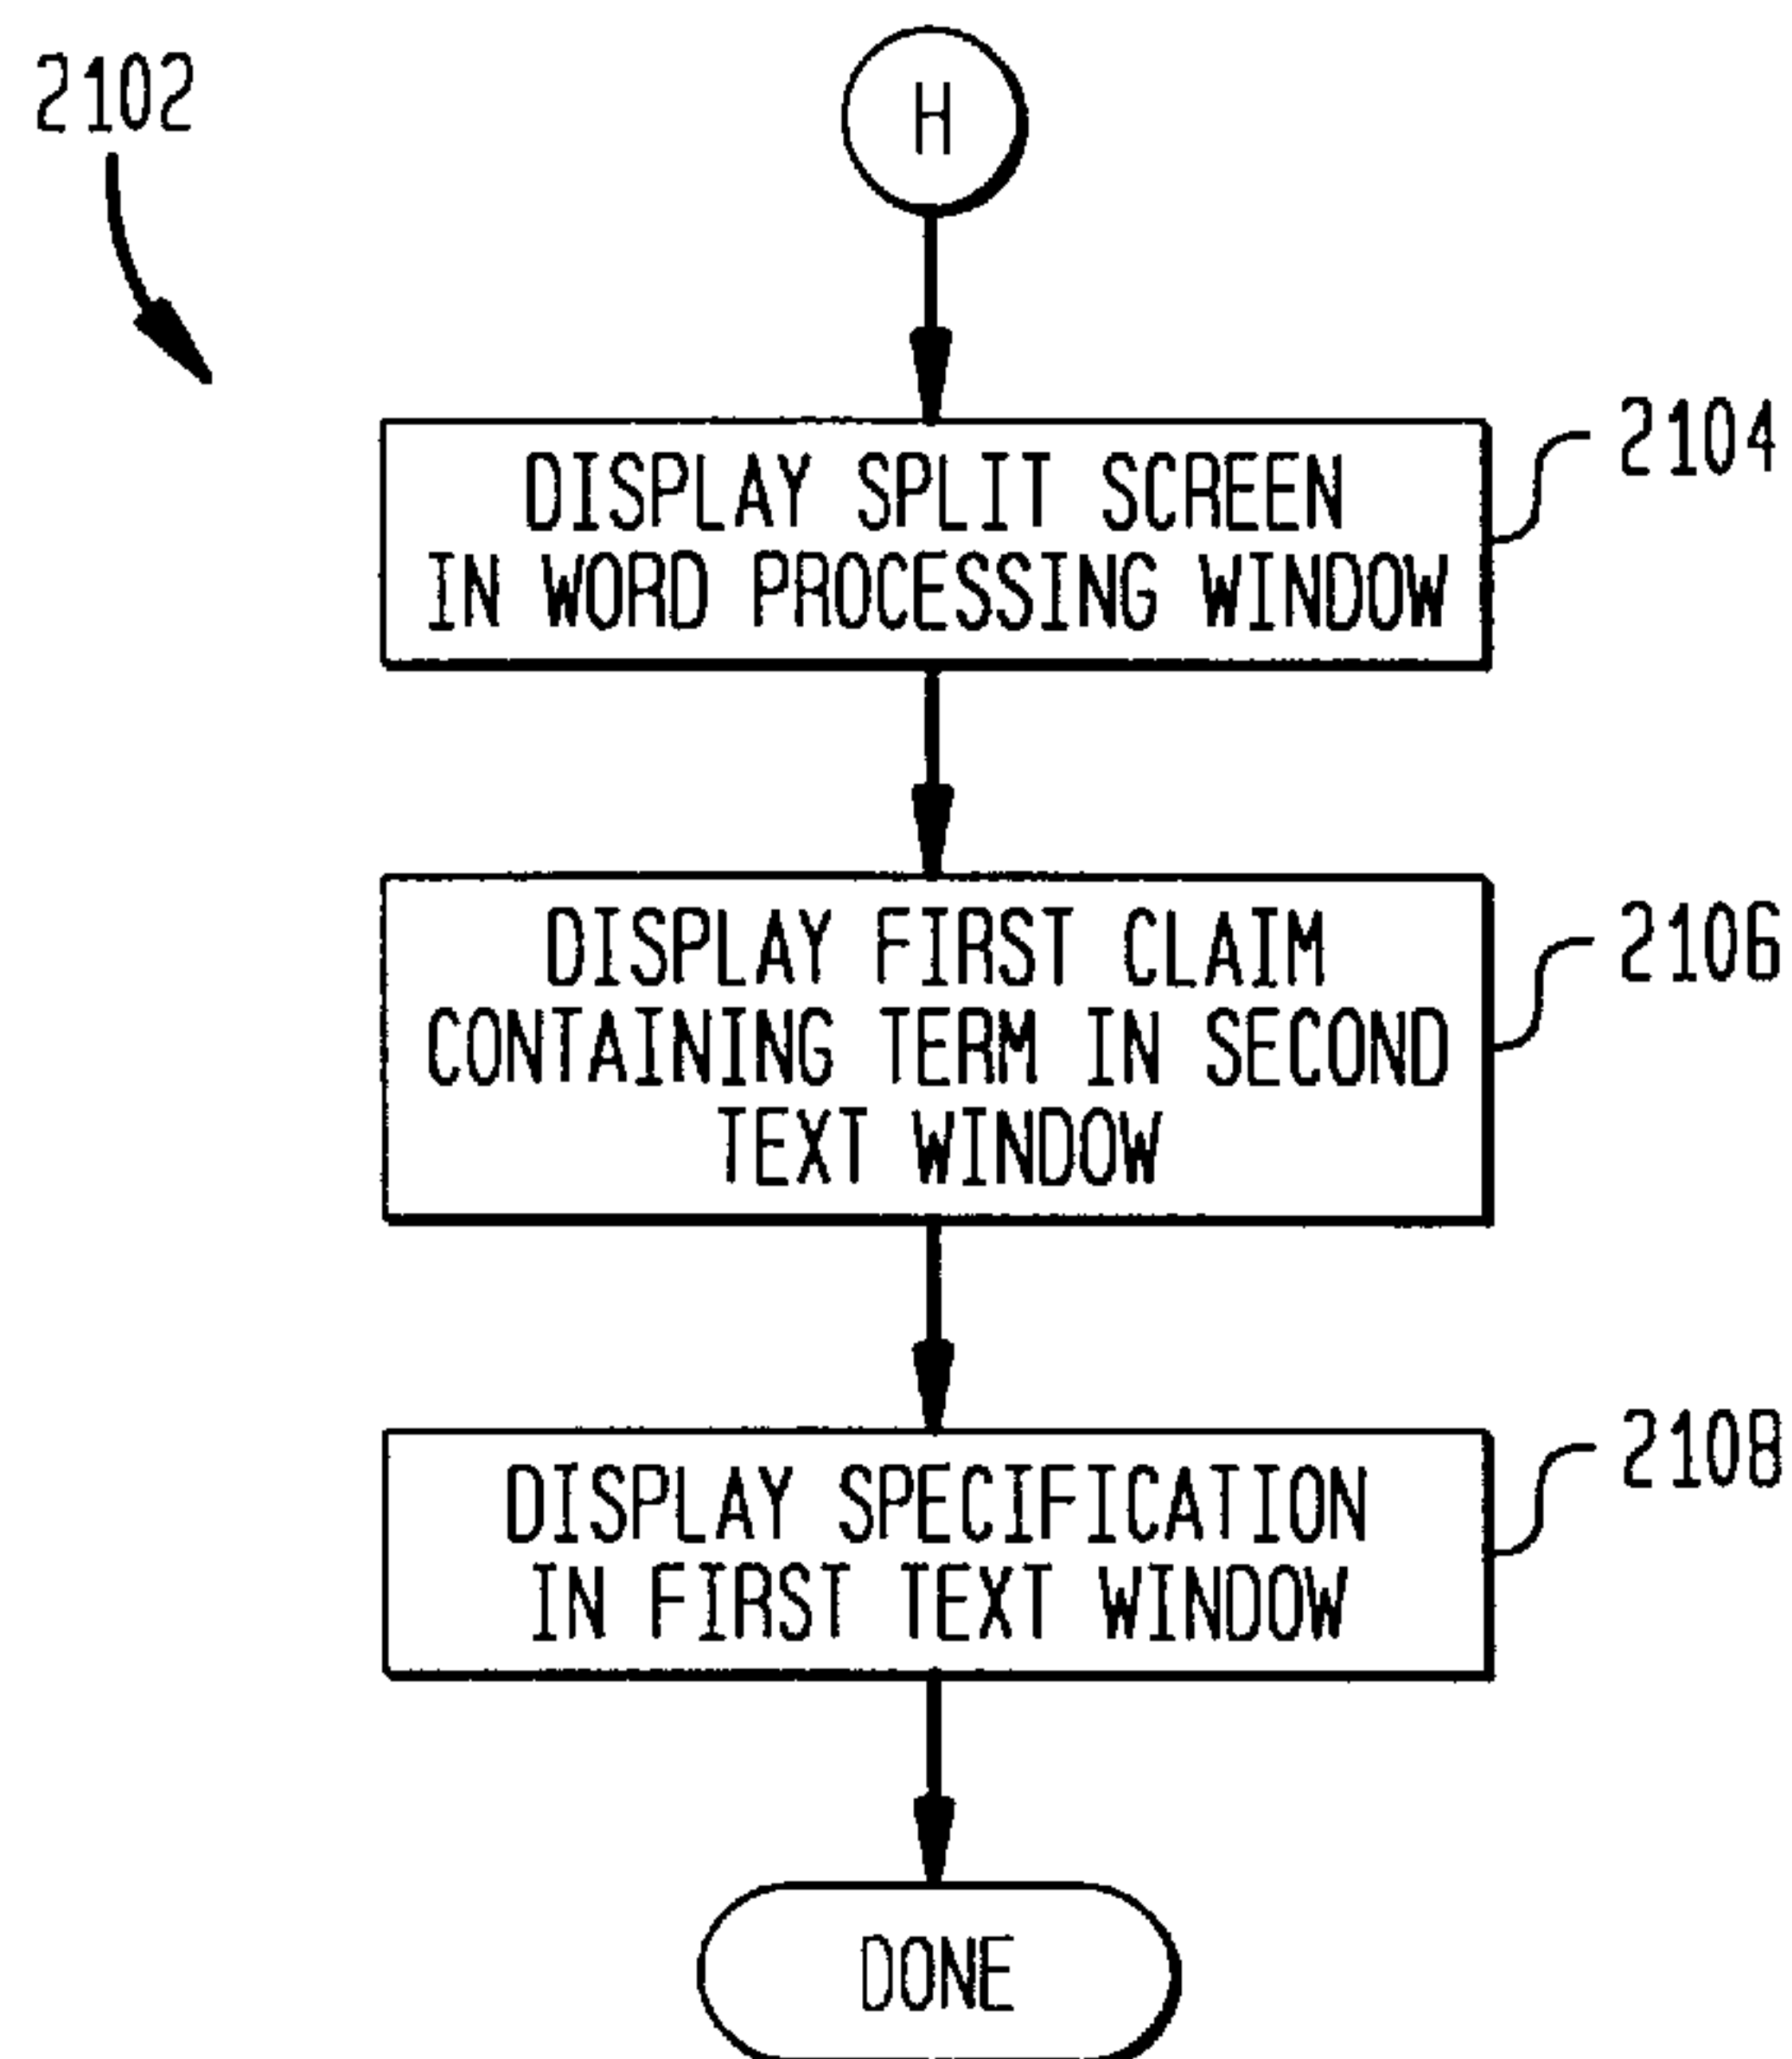 2102
H
2104
DISPLAY SPLIT SCREEN
IN WORD PROCESSING WINDOW
2106
DISPLAY FIRST CLAIM
CONTAINING TERM IN SECOND
TEXT WINDOW
2108
DISPLAY SPECIFICATION
IN FIRST TEXT WINDOW
DONE